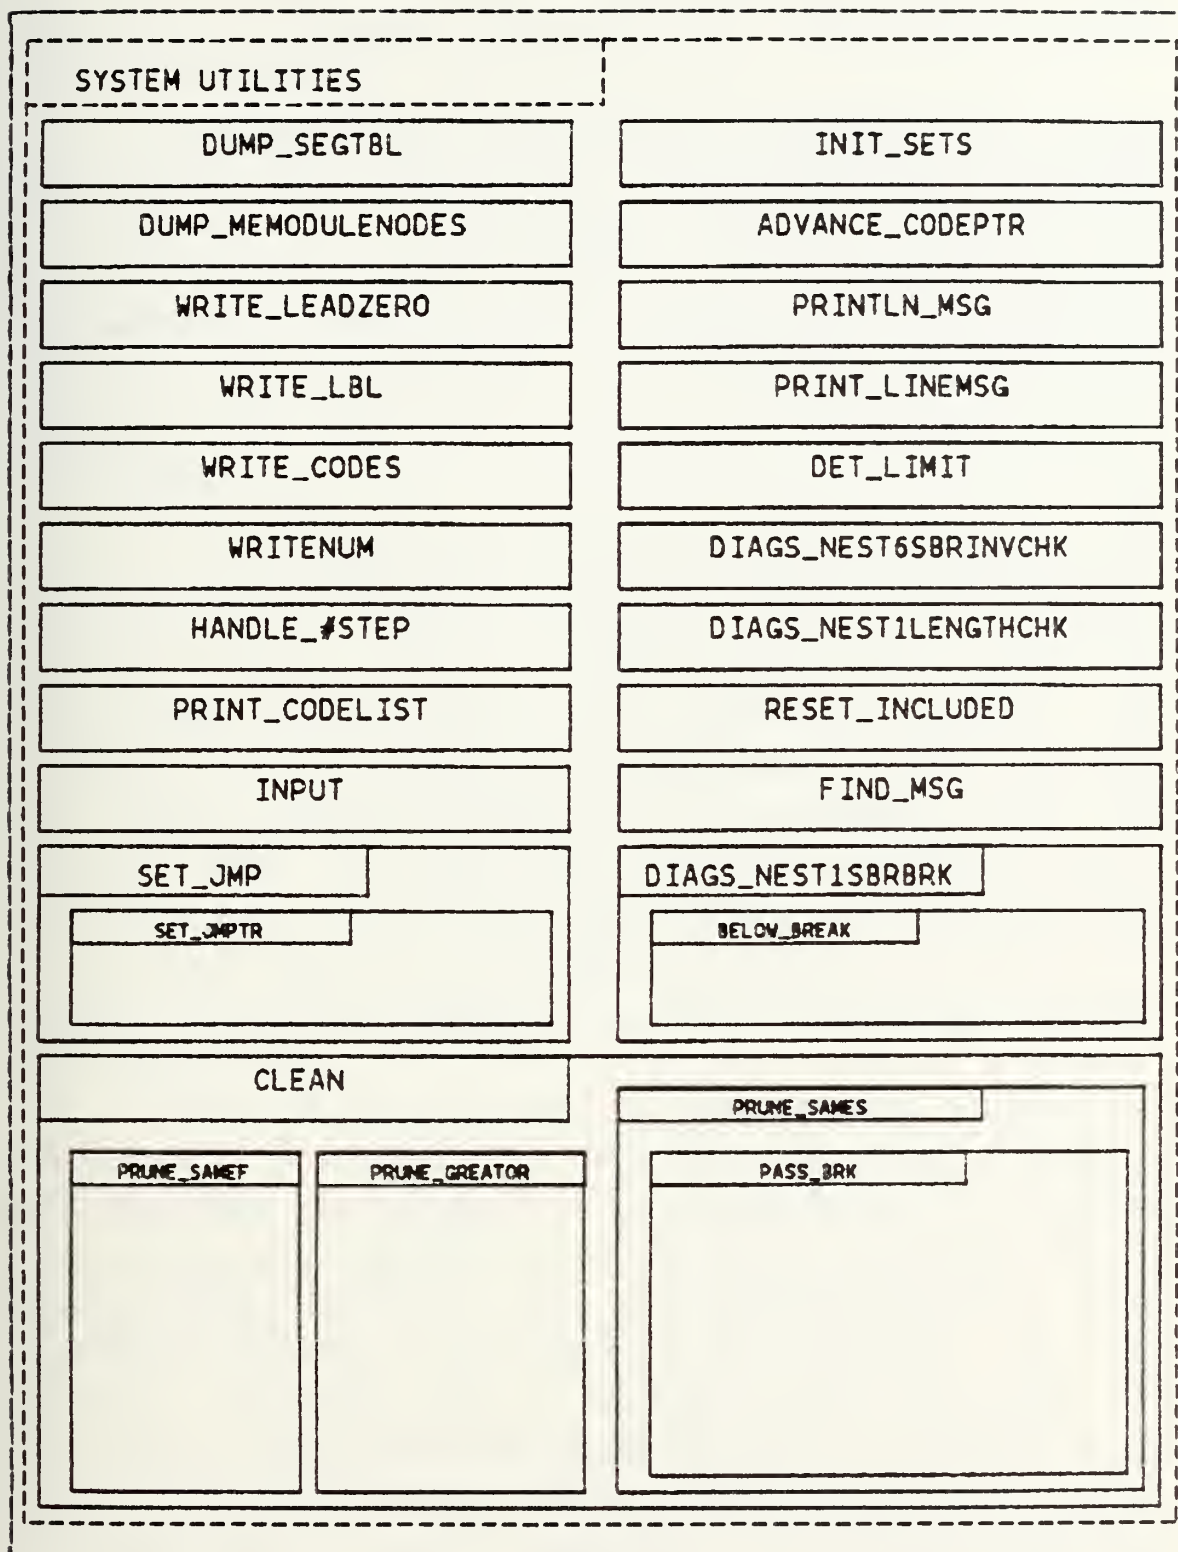 SYSTEM UTILITIES
DUMP_SEGTBL
INIT_SETS
DUMP_MEMODULENODES
ADVANCE_CODEPTR
WRITE_LEADZERO
PRINTLN_MSG
WRITE_LBL
PRINT_LINEMSG
WRITE_CODES
DET_LIMIT
WRITENUM
DIAGS_NEST6SBRINVCHK
HANDLE_#STEP
DIAGS_NEST1LENGTHCHK
PRINT_CODELIST
RESET_INCLUDED
INPUT
FIND_MSG
SET_JMP
SET_JMPTR
DIAGS_NEST1SBRBRK
BELOW_BREAK
CLEAN
PRUNE_SAMES
PRUNE_SAMEF
PRUNE_GREATOR
PASS_BRK